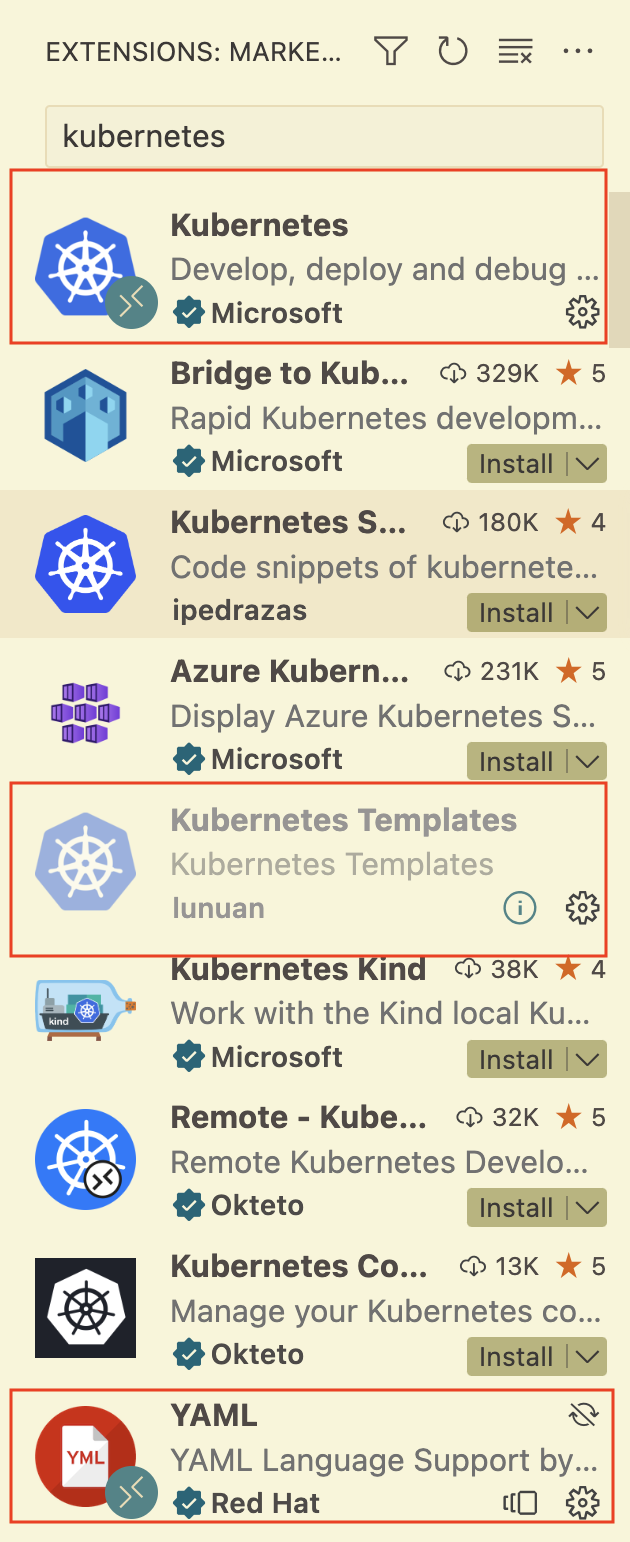 EXTENSIONS: MARKE...
kubernetes
Kubernetes
Develop, deploy and debug ...
Microsoft
Bridge to Kub... 329K 5
Rapid Kubernetes developm...
Microsoft Install
Kubernetes S... 180K 4
Code snippets of kubernete...
ipedrazas Install
Azure Kubern... 231K 5
Display Azure Kubernetes S...
Microsoft Install
Kubernetes Templates
Kubernetes Templates
lunuan
Kubernetes Kind 38K 4
kind
Work with the Kind local Ku...
Microsoft Install
Remote - Kube... 32K 5
Remote Kubernetes Develo...
Okteto Install
Kubernetes Co... 13K 5
Manage your Kubernetes co...
Okteto Install
YAML
YML
YAML Language Support by...
Red Hat